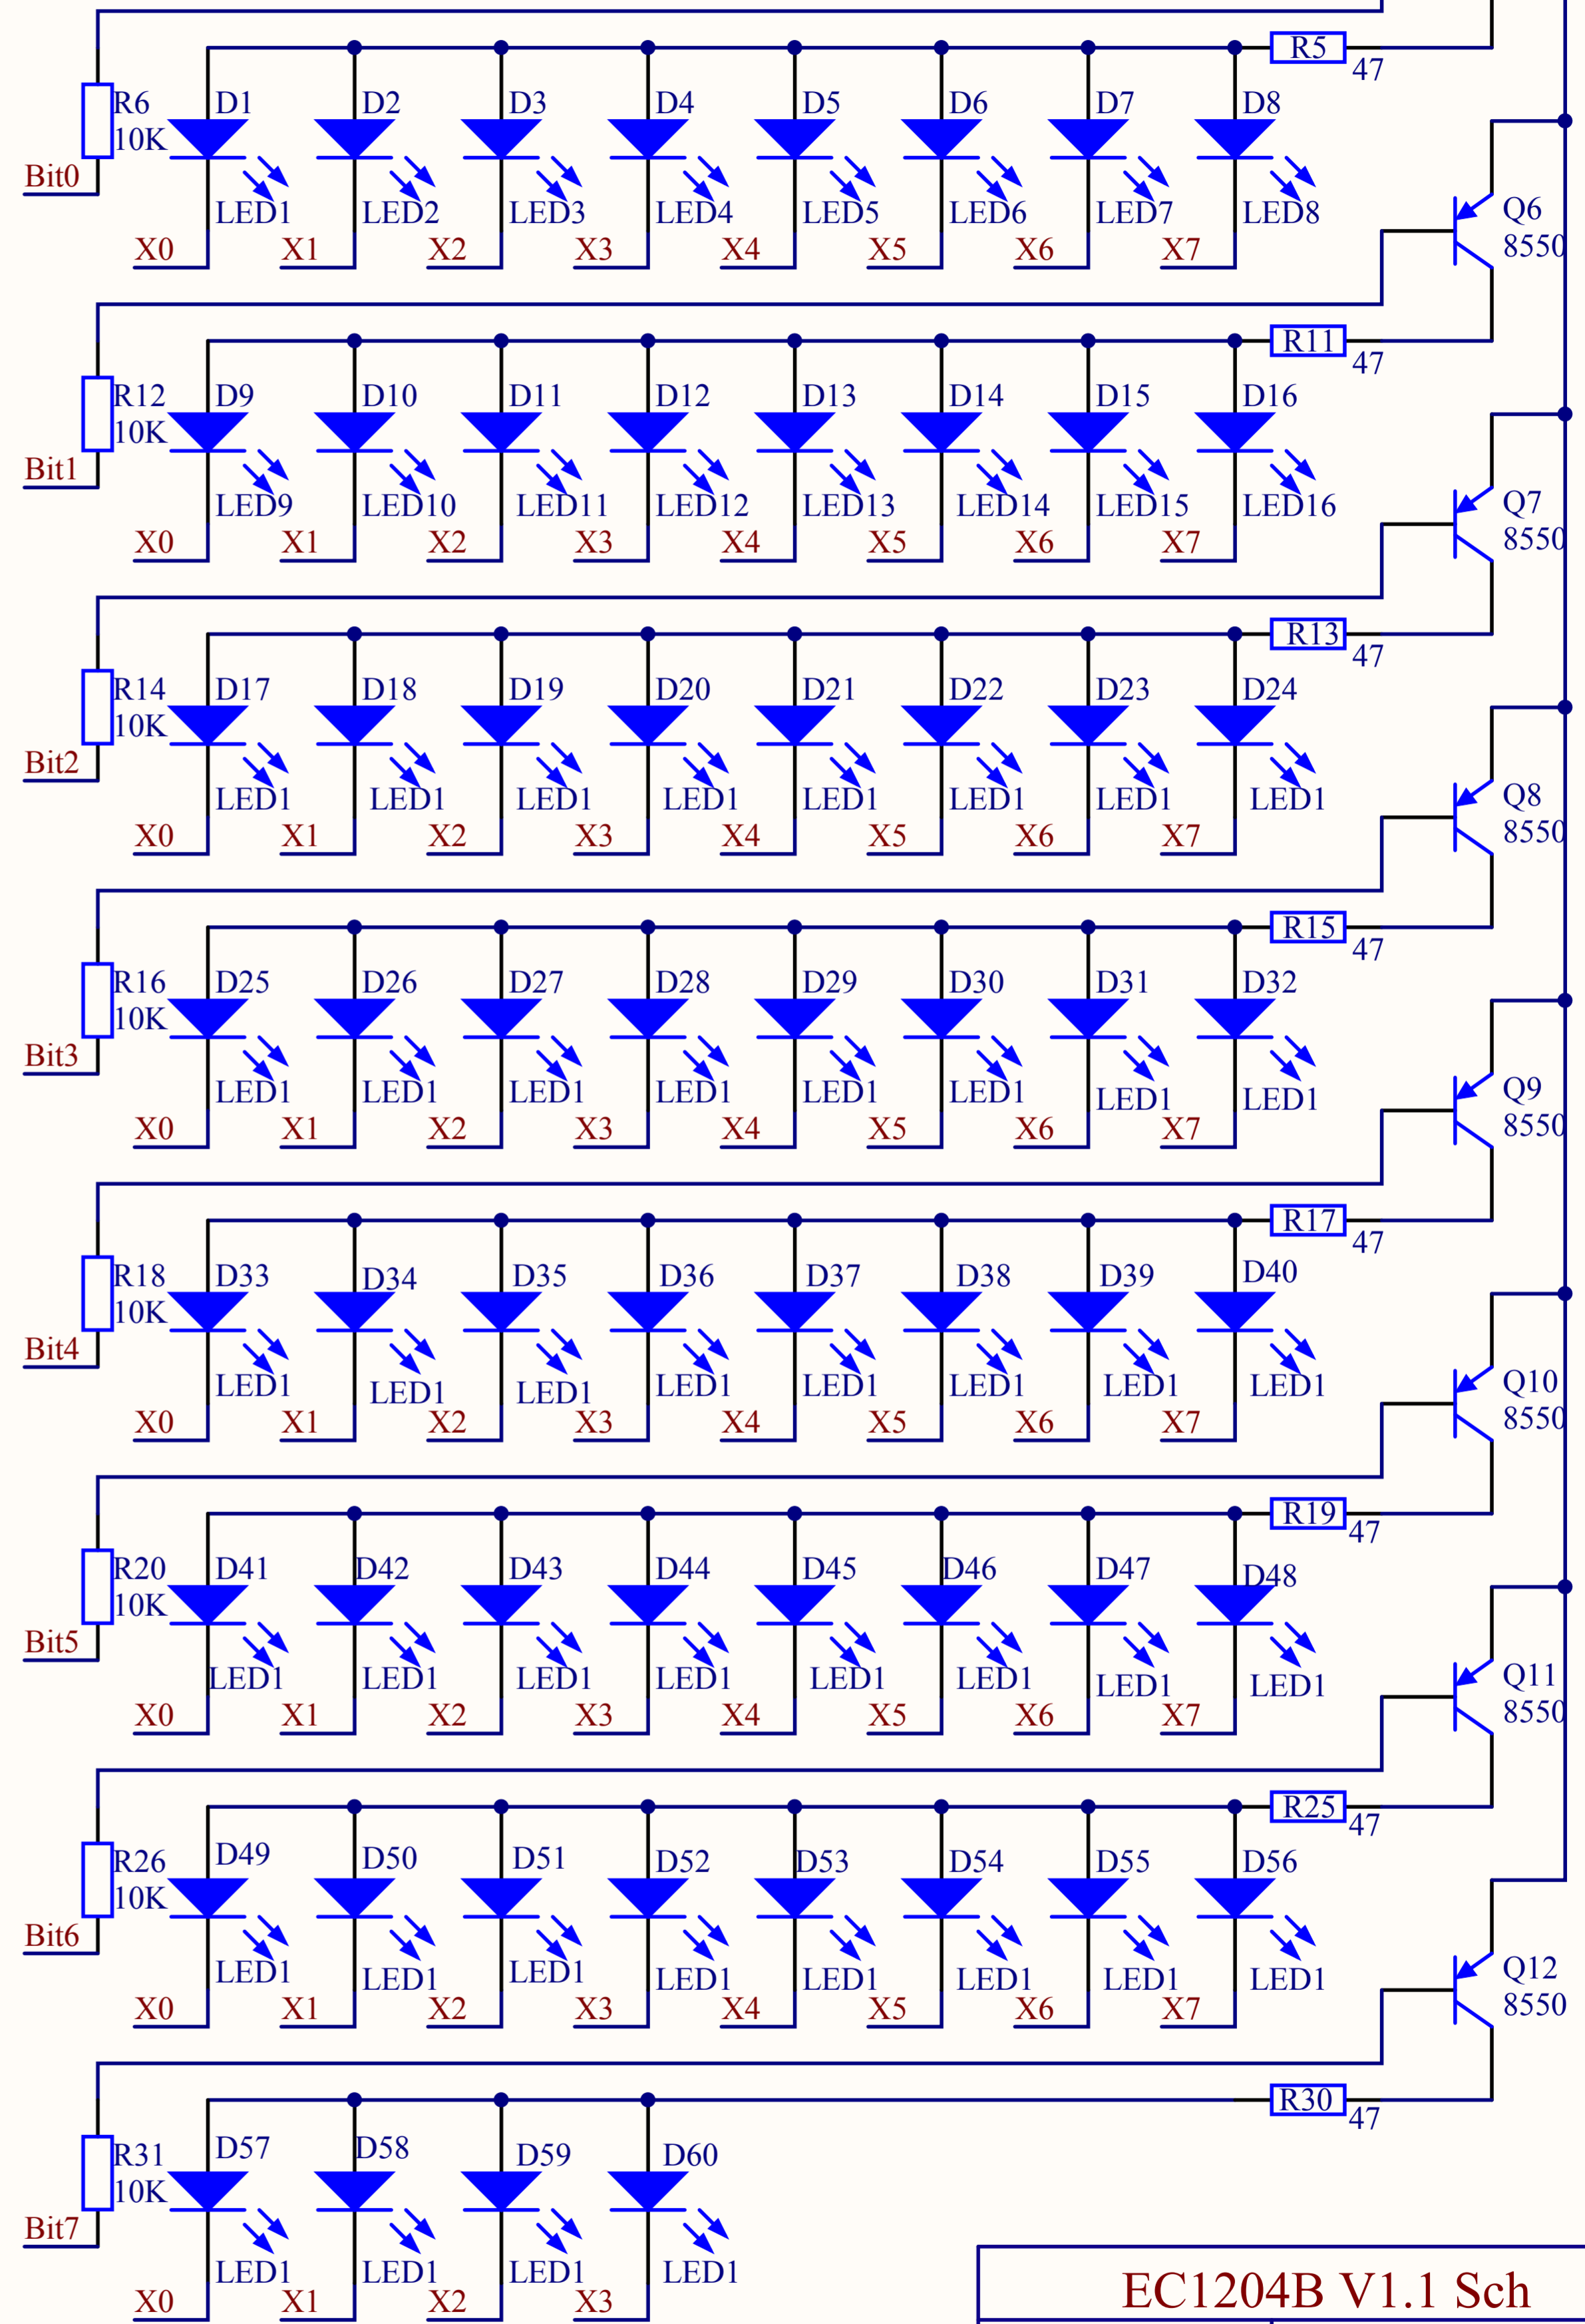 R5
47
R6 D1 D2 D3 D4 D5 D6 D7 D8
10K
Bit0
LED1 LED2 LED3 LED4 LED5 LED6 LED7 LED8
Q6
8550
X0 X1 X2 X3 X4 X5 X6 X7
R11
47
R12 D9 D10 D11 D12 D13 D14 D15 D16
10K
Bit1
LED9 LED10 LED11 LED12 LED13 LED14 LED15 LED16
Q7
8550
X0 X1 X2 X3 X4 X5 X6 X7
R13
47
R14 D17 D18 D19 D20 D21 D22 D23 D24
10K
Bit2
LED1 LED1 LED1 LED1 LED1 LED1 LED1 LED1
Q8
8550
X0 X1 X2 X3 X4 X5 X6 X7
R15
47
R16 D25 D26 D27 D28 D29 D30 D31 D32
10K
Bit3
LED1 LED1 LED1 LED1 LED1 LED1 LED1 LED1
Q9
8550
X0 X1 X2 X3 X4 X5 X6 X7
R17
47
R18 D33 D34 D35 D36 D37 D38 D39 D40
10K
Bit4
LED1 LED1 LED1 LED1 LED1 LED1 LED1 LED1
Q10
8550
X0 X1 X2 X3 X4 X5 X6 X7
R19
47
R20 D41 D42 D43 D44 D45 D46 D47 D48
10K
Bit5
LED1 LED1 LED1 LED1 LED1 LED1 LED1 LED1
Q11
8550
X0 X1 X2 X3 X4 X5 X6 X7
R25
47
R26 D49 D50 D51 D52 D53 D54 D55 D56
10K
Bit6
LED1 LED1 LED1 LED1 LED1 LED1 LED1 LED1
Q12
8550
X0 X1 X2 X3 X4 X5 X6 X7
R30
47
R31 D57 D58 D59 D60
10K
Bit7
LED1 LED1 LED1 LED1
X0 X1 X2 X3
EC1204B V1.1 Sch